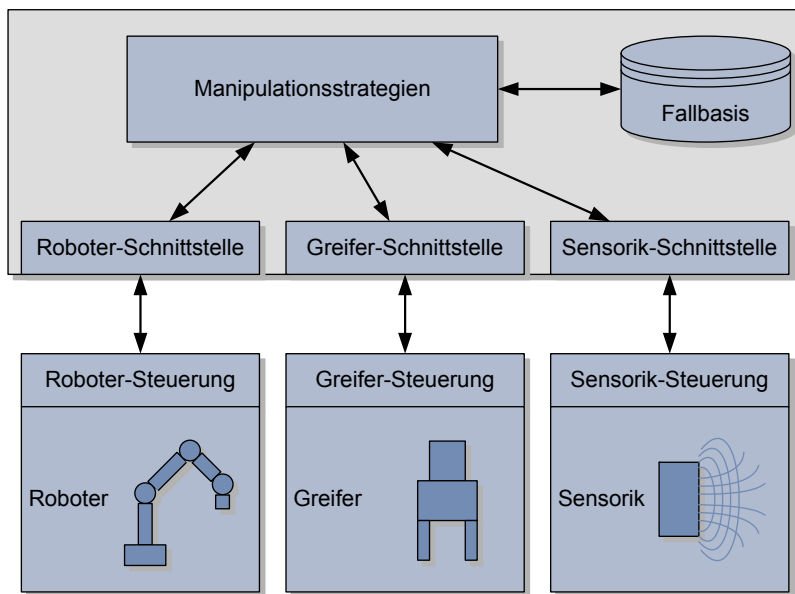 Manipulationsstrategien
Fallbasis
Roboter-Schnittstelle
Greifer-Schnittstelle
Sensorik-Schnittstelle
Roboter-Steuerung
Greifer-Steuerung
Sensorik-Steuerung
Roboter
Greifer
Sensorik